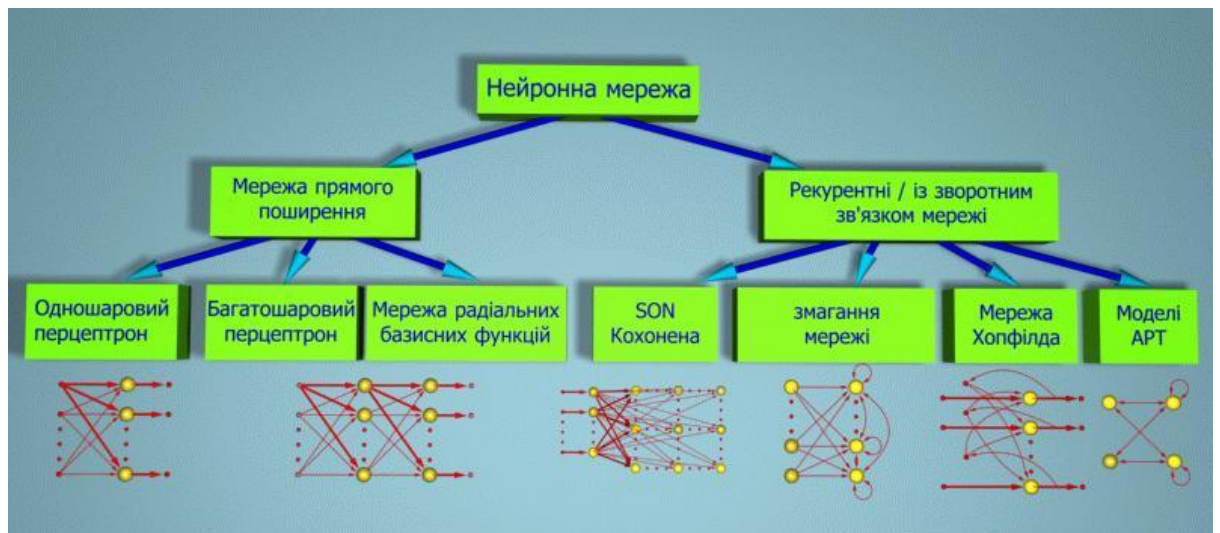 Нейронна мережа
Мережа прямого
поширення
Рекурентні / із зворотним
зв'язком мережі
Одношаровий
перцептрон
Багатошаровий
перцептрон
Мережа радіальних
базисних функцій
SON
Кохонена
змагання
мережі
Мережа
Хопфілда
Моделі
АРТ